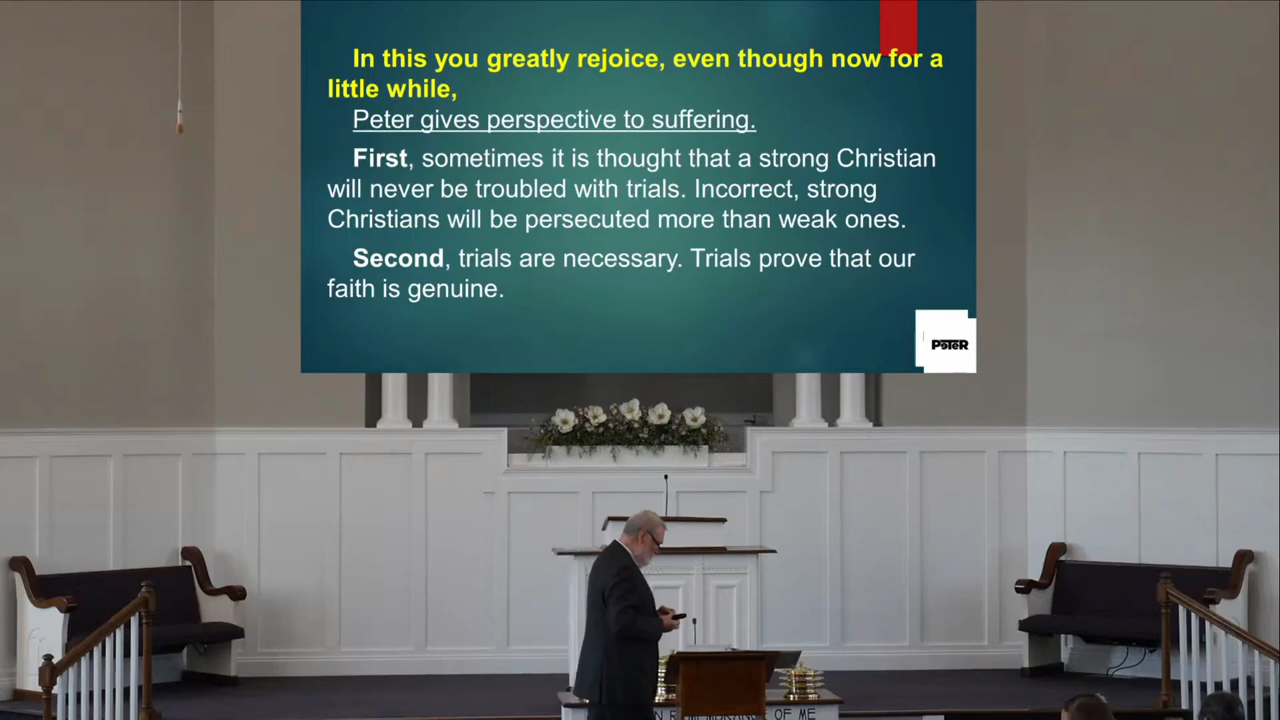 In this you greatly rejoice, even though now for a
little while,
Peter gives perspective to suffering.
First, sometimes it is thought that a strong Christian
will never be troubled with trials. Incorrect, strong
Christians will be persecuted more than weak ones.
Second, trials are necessary. Trials prove that our
faith is genuine.
PeTeR
OF ME